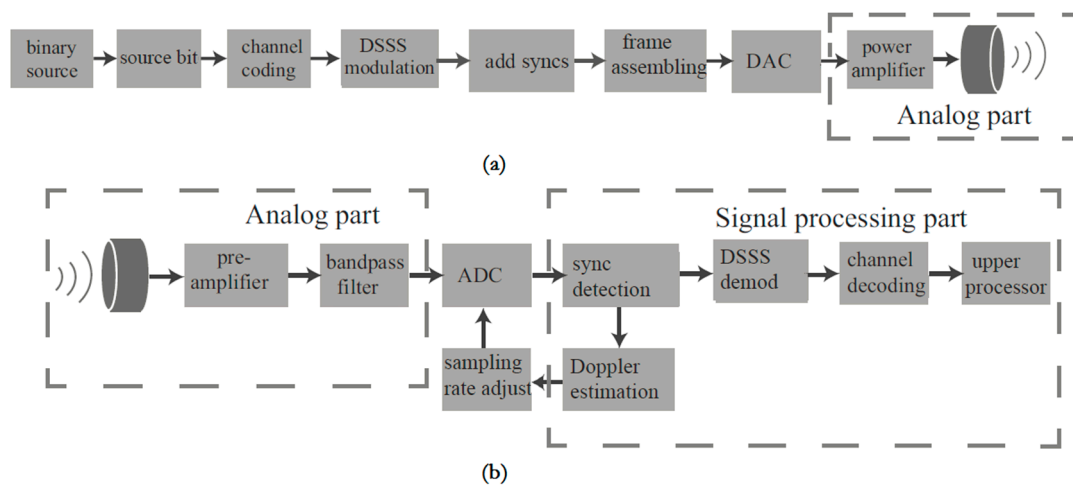 binary
source
source bit
channel
coding
DSSS
modulation
add syncs
frame
assembling
DAC
power
amplifier
Analog part
(a)
Analog part
pre-
amplifier
bandpass
filter
ADC
sampling
rate adjust
Signal processing part
sync
detection
Doppler
estimation
DSSS
demod
channel
decoding
upper
processor
(b)